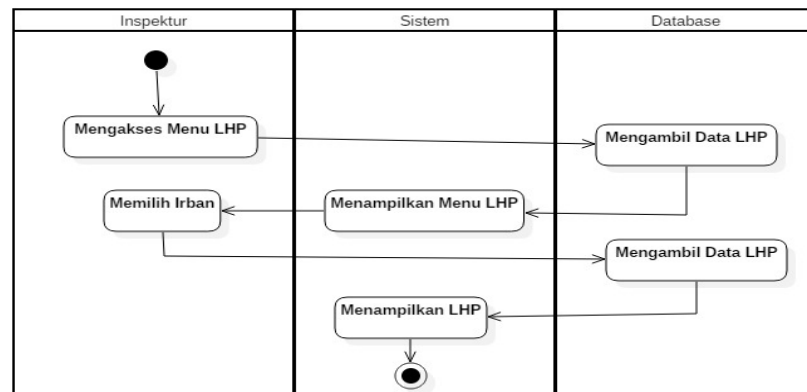 Inspektur
Sistem
Database
Mengakses Menu LHP
Mengambil Data LHP
Memilih Irban
Menampilkan Menu LHP
Mengambil Data LHP
Menampilkan LHP